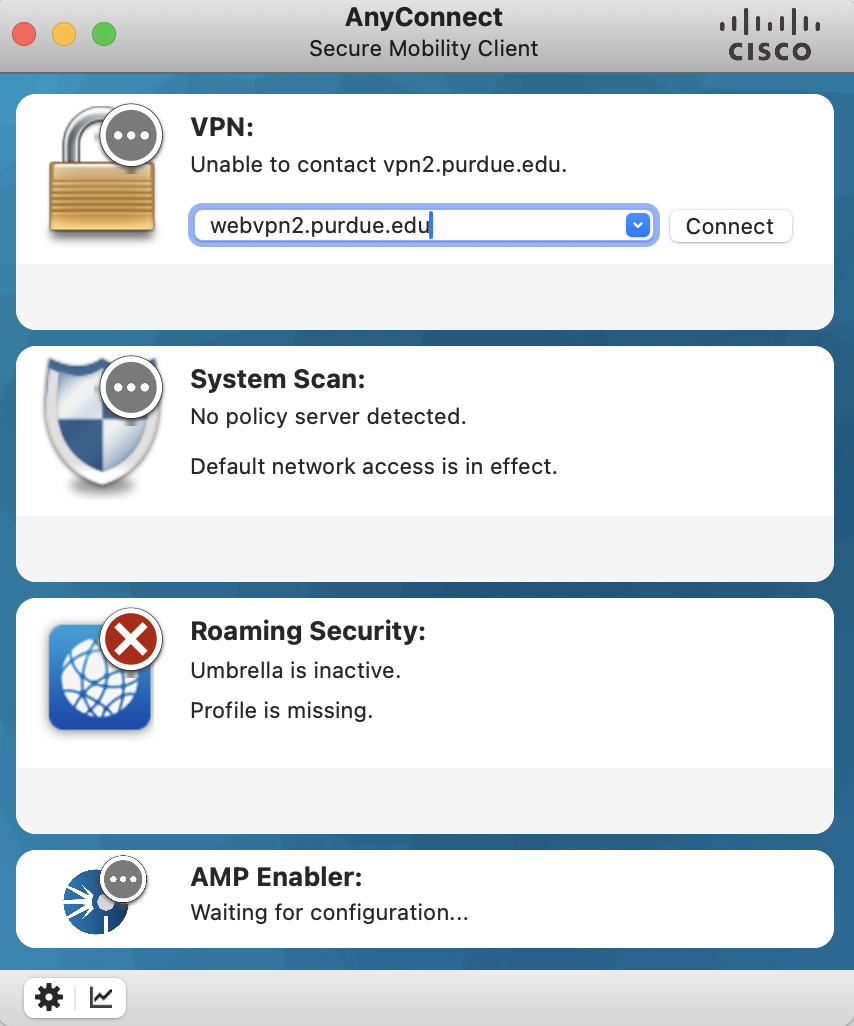 AnyConnect
Secure Mobility Client
CISCO
VPN:
Unable to contact vpn2.purdue.edu.
webvpn2.purdue.edu
Connect
System Scan:
No policy server detected.
Default network access is in effect.
Roaming Security:
Umbrella is inactive.
Profile is missing.
AMP Enabler:
Waiting for configuration...